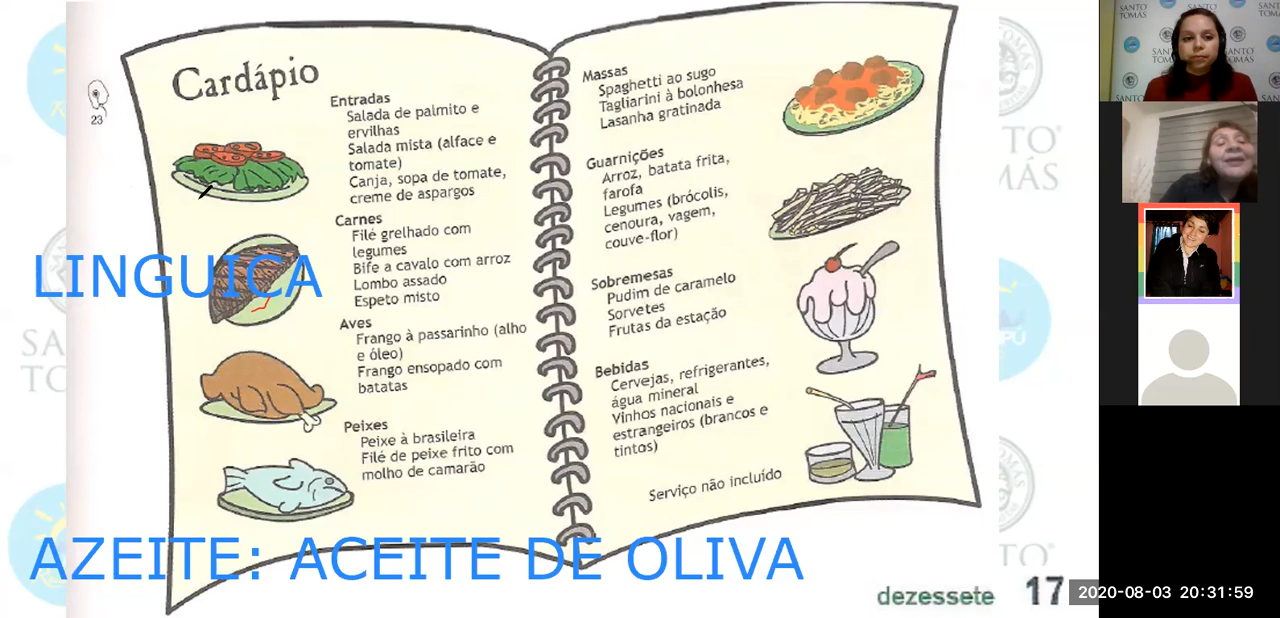 Cardápio
23
Entradas
Salada de palmito e
ervilhas
Salada mista (alface e
tomate)
Canja, sopa de tomate,
creme de aspargos
Carnes
Filé grelhado com
legumes
Bife a cavalo com arroz
Lombo assado
Espeto misto
Aves
Frango à passarinho (alho
e óleo)
Frango ensopado com
batatas
Peixes
Peixe à brasileira
Filé de peixe frito com
molho de camarão
LINGUICA
AZEITE: ACEITE DE OLIVA
Massas
Spaghetti ao sugo
Tagliarini à bolonhesa
Lasanha gratinada
Guarnições
Arroz, batata frita,
farofa
Legumes (brócolis,
cenoura, vagem,
couve-flor)
Sobremesas
Pudim de caramelo
Sorvetes
Frutas da estação
Bebidas
Cervejas, refrigerantes,
água mineral
Vinhos nacionais e
estrangeiros (brancos e
tintos)
Serviço não incluído
dezessete 17
2020-08-03 20:31:59
SANTO
TOMÁS